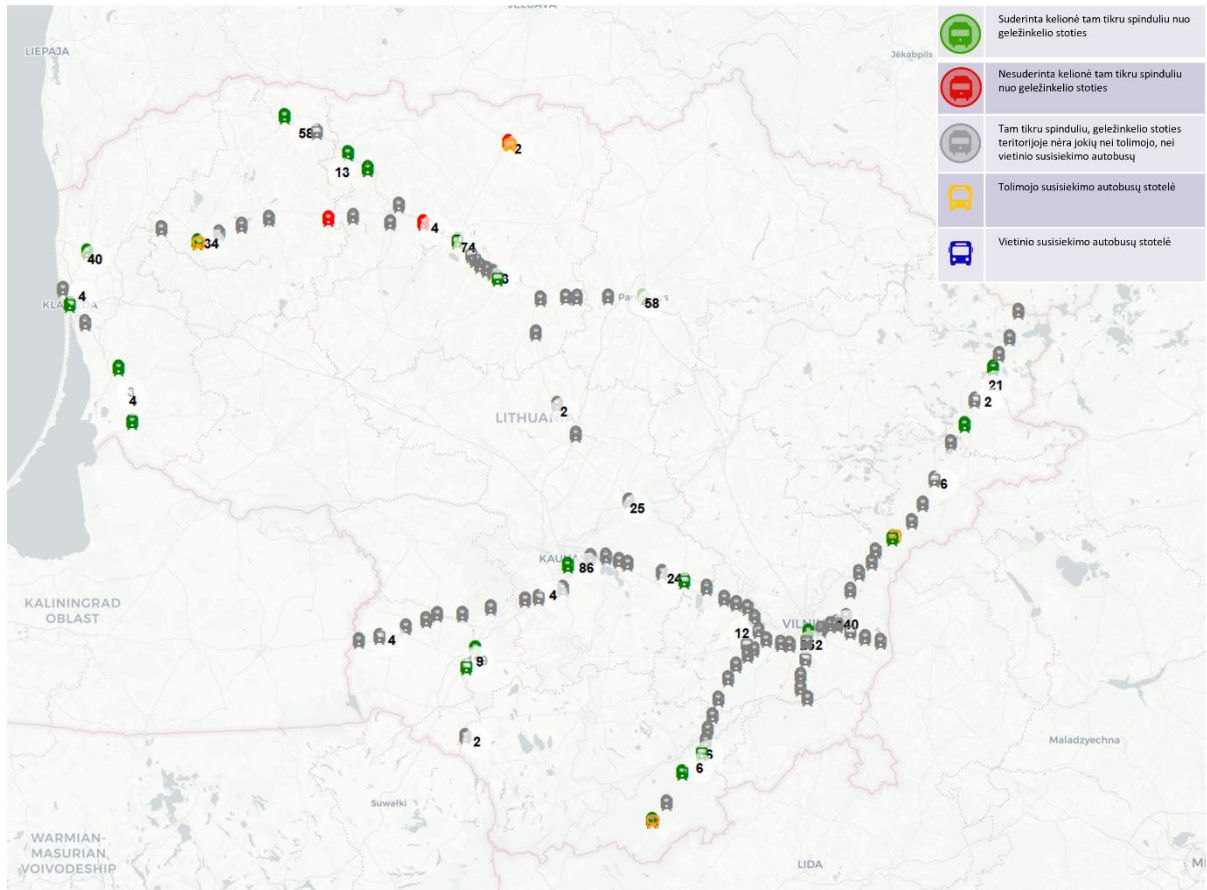 JELGAVA
LIEPAJA
Jēkabpils
Suderinta kelionė tam tikru spinduliu nuo
geležinkelio stoties
Nesuderinta kelionė tam tikru spinduliu
nuo geležinkelio stoties
Tam tikru spinduliu, geležinkelio stoties
teritorijoje nėra jokių nei tolimojo, nei
vietinio susisiekimo autobusų
Tolimojo susisiekimo autobusų stotelė
Vietinio susisiekimo autobusų stotelė
58
2
13
4
34
74
40
3
4
58
21
4
2
2
LITHUANIA
6
25
86
24
4
KALININGRAD
OBLAST
12
140
4
9
2
6
6
Maladzyechna
Suwałki
WARMIAN-
MASURIAN
VOIVODESHIP
LIDA